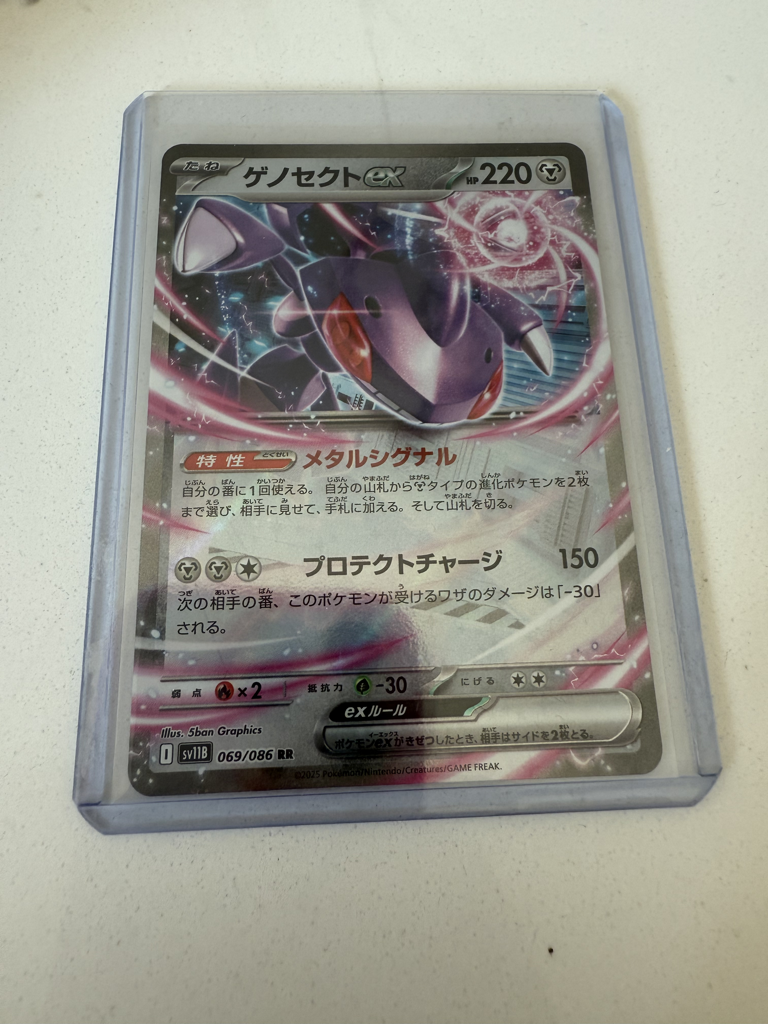 たね ゲノセクトex HP 220
特性 とくせい メタルシグナル
自分の番に1回使える。自分の山札からタイプの進化ポケモンを2枚
まで選び、相手に見せて、手札に加える。そして山札を切る。
プロテクトチャージ 150
次の相手の番、このポケモンが受けるワザのダメージは「-30」
される。
弱点 ×2 抵抗力 -30 にげる
exルール
ポケモンexがきぜつしたとき、相手はサイドを2枚とる。
Illus. 5ban Graphics
I SV11B 069/086 RR
©2025 Pokémon/Nintendo/Creatures/GAME FREAK.